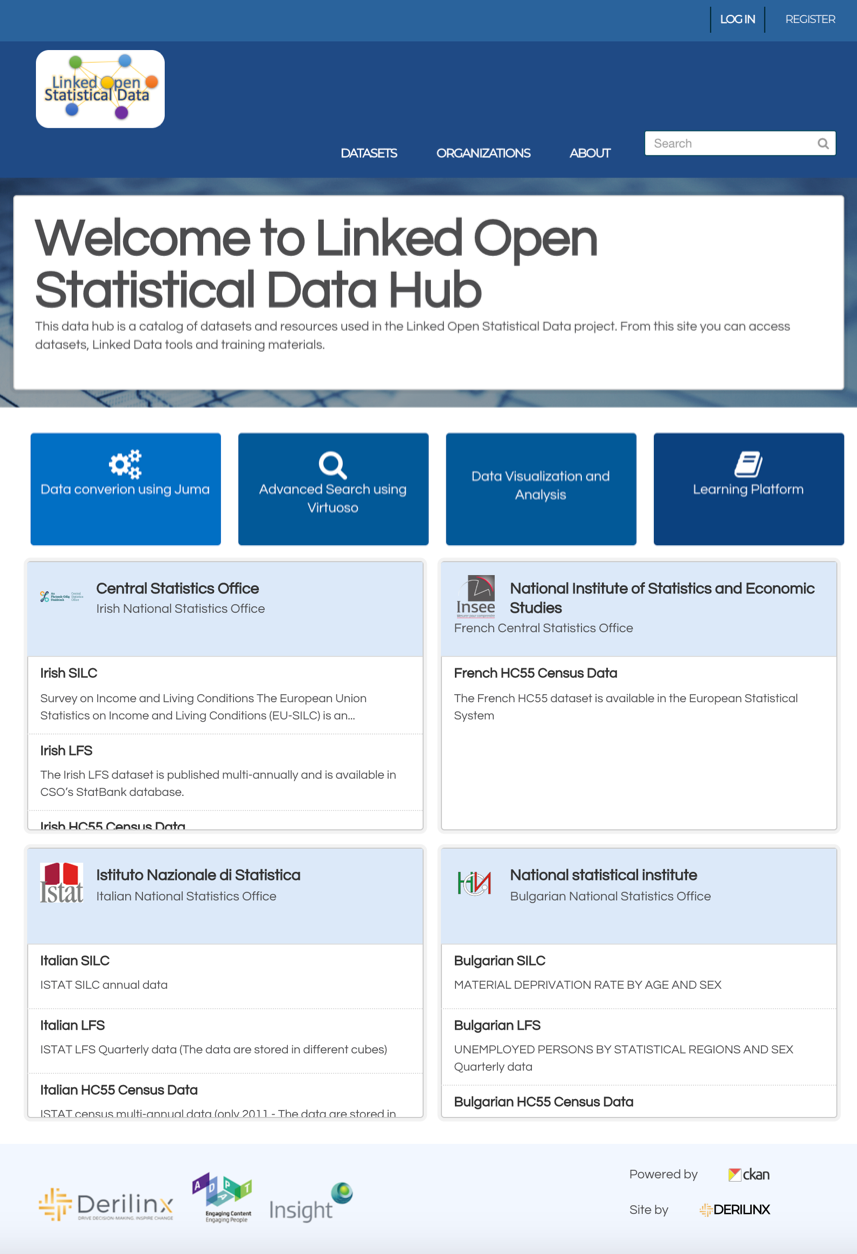 LOG IN
REGISTER
Linked Open
Statistical Data
DATASETS
ORGANIZATIONS
ABOUT
Search
Welcome to Linked Open
Statistical Data Hub
This data hub is a catalog of datasets and resources used in the Linked Open Statistical Data project. From this site you can access
datasets, Linked Data tools and training materials.
Data converion using Juma
Advanced Search using
Virtuoso
Data Visualization and
Analysis
Learning Platform
Central Statistics Office
Irish National Statistics Office
Irish SILC
Survey on Income and Living Conditions The European Union
Statistics on Income and Living Conditions (EU-SILC) is an...
Irish LFS
The Irish LFS dataset is published multi-annually and is available in
CSO's StatBank database.
Irish HC55 Census Data
Insee
National Institute of Statistics and Economic
Studies
French Central Statistics Office
French HC55 Census Data
The French HC55 dataset is available in the European Statistical
System
Istat
Istituto Nazionale di Statistica
Italian National Statistics Office
Italian SILC
ISTAT SILC annual data
Italian LFS
ISTAT LFS Quarterly data (The data are stored in different cubes)
Italian HC55 Census Data
ISTAT census multi-annual data (only 2011 - The data are stored in
National statistical institute
Bulgarian National Statistics Office
Bulgarian SILC
MATERIAL DEPRIVATION RATE BY AGE AND SEX
Bulgarian LFS
UNEMPLOYED PERSONS BY STATISTICAL REGIONS AND SEX
Quarterly data
Bulgarian HC55 Census Data
Derilinx
DRIVE DECISION MAKING. INSPIRE CHANGE
ADAPT
Engaging Content
Engaging People
Insight
Powered by
ckan
Site by
DERILINX